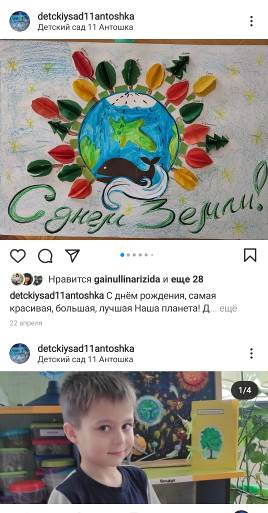 detckiysad11antoshka
Детский сад 11 Антошка
С днём Земли!
Нравится gainullinarizida и еще 28
detckiysad11antoshka С днём рождения, самая
красивая, большая, лучшая Наша планета! Д... ещё
22 апреля
detckiysad11antoshka
Детский сад 11 Антошка
1/4